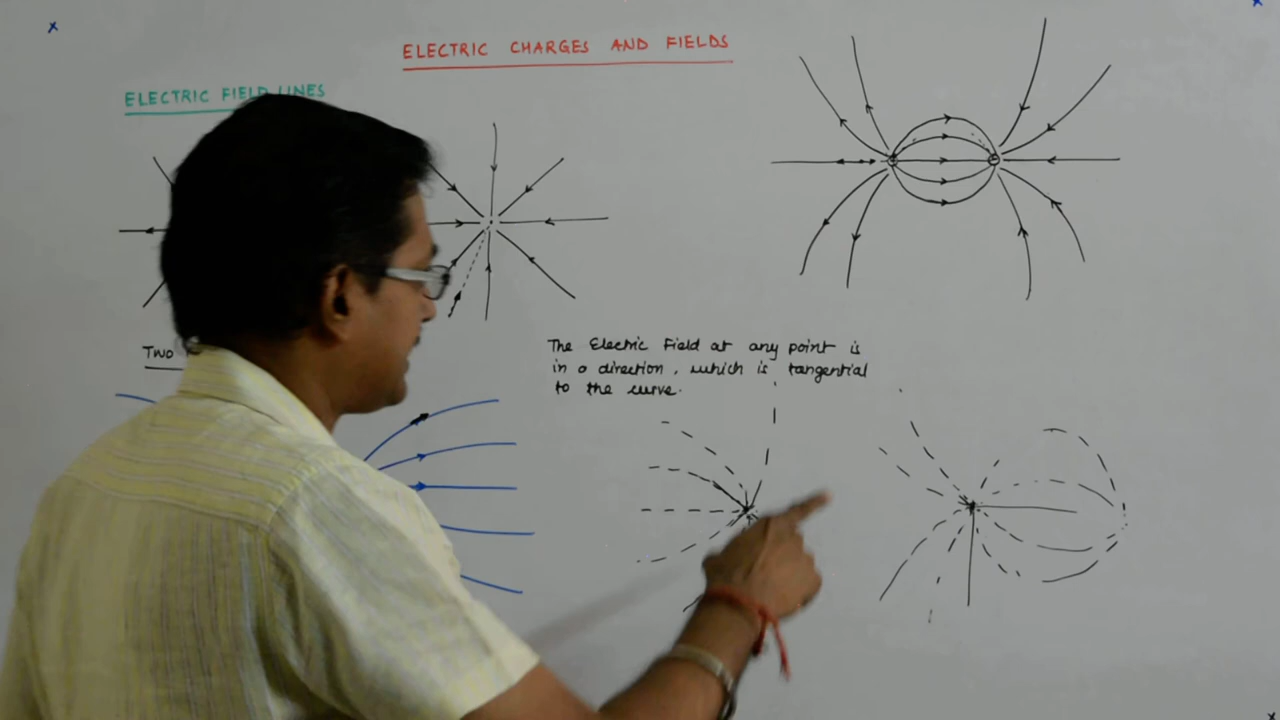 ELECTRIC CHARGES AND FIELDS
ELECTRIC FIELD LINES
Two
The Electric Field at any point is
in a direction, which is tangential
to the curve.